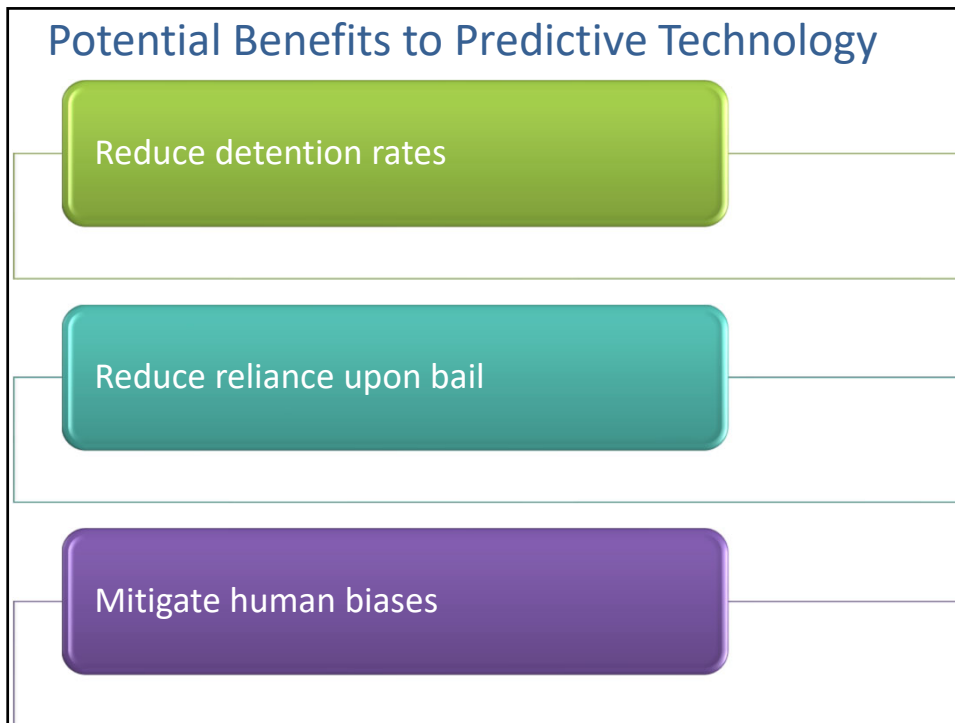 Potential Benefits to Predictive Technology
Reduce detention rates
Reduce reliance upon bail
Mitigate human biases